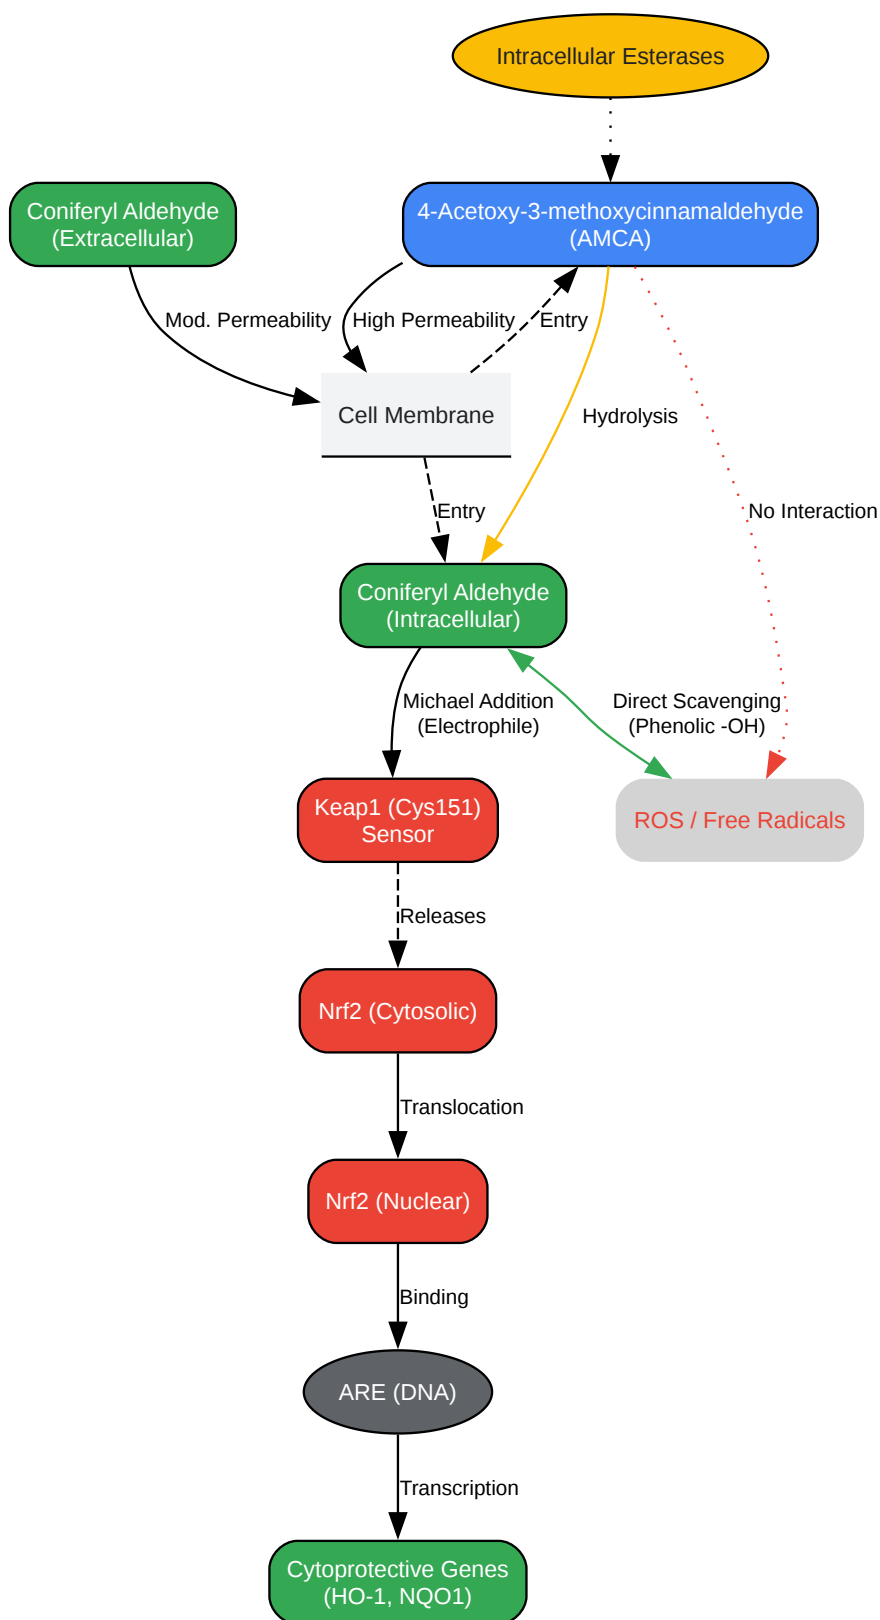 Intracellular Esterases
Coniferyl Aldehyde
(Extracellular)
4-Acetoxy-3-methoxycinnamaldehyde
(AMCA)
Mod. Permeability
High Permeability
Entry
Cell Membrane
Hydrolysis
Entry
No Interaction
Coniferyl Aldehyde
(Intracellular)
Michael Addition
(Electrophile)
Direct Scavenging
(Phenolic -OH)
Keap1 (Cys151)
Sensor
ROS / Free Radicals
Releases
Nrf2 (Cytosolic)
Translocation
Nrf2 (Nuclear)
Binding
ARE (DNA)
Transcription
Cytoprotective Genes
(HO-1, NQO1)